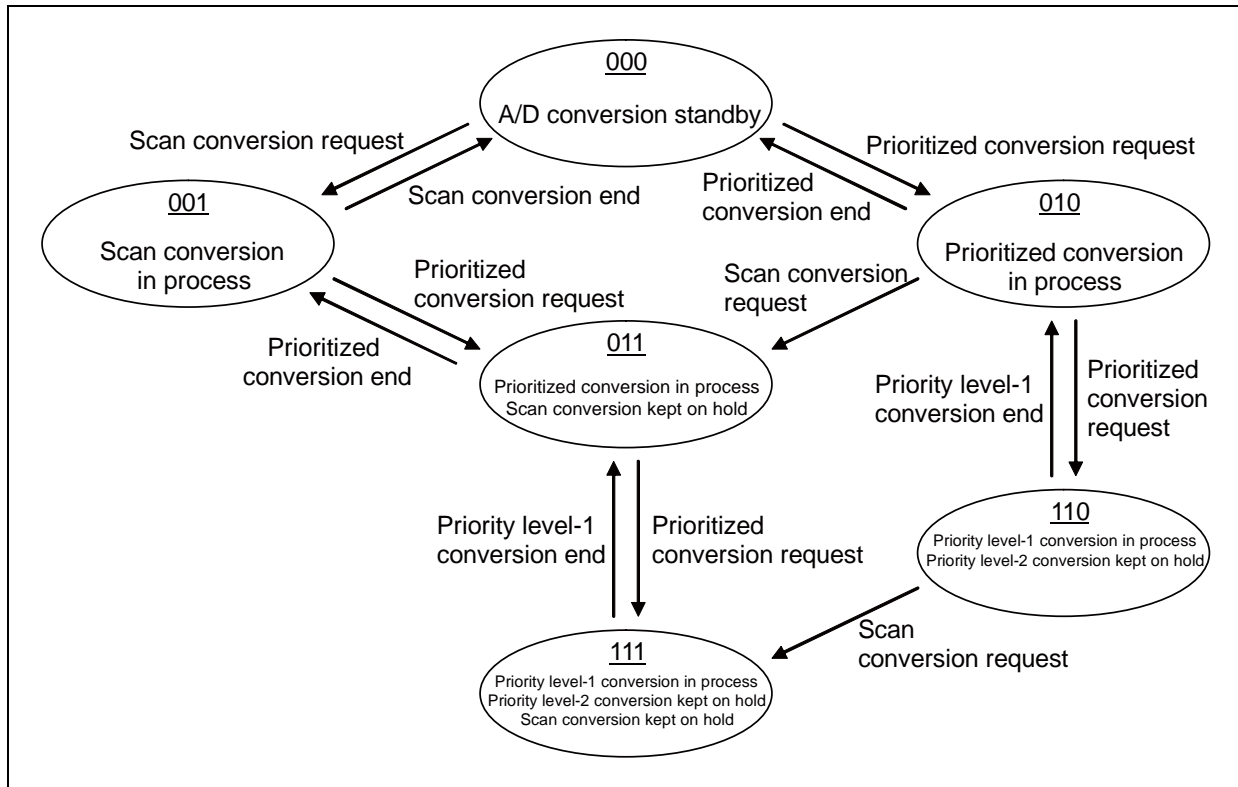 000
A/D conversion standby
Scan conversion request
Prioritized conversion request
Scan conversion end
Prioritized
conversion end
001
Scan conversion
in process
010
Prioritized conversion
in process
Prioritized
conversion request
Scan conversion
request
Prioritized
conversion end
011
Prioritized conversion in process
Scan conversion kept on hold
Priority level-1
conversion end
Prioritized
conversion
request
Priority level-1
conversion end
Prioritized
conversion request
110
Priority level-1 conversion in process
Priority level-2 conversion kept on hold
Scan
conversion request
111
Priority level-1 conversion in process
Priority level-2 conversion kept on hold
Scan conversion kept on hold